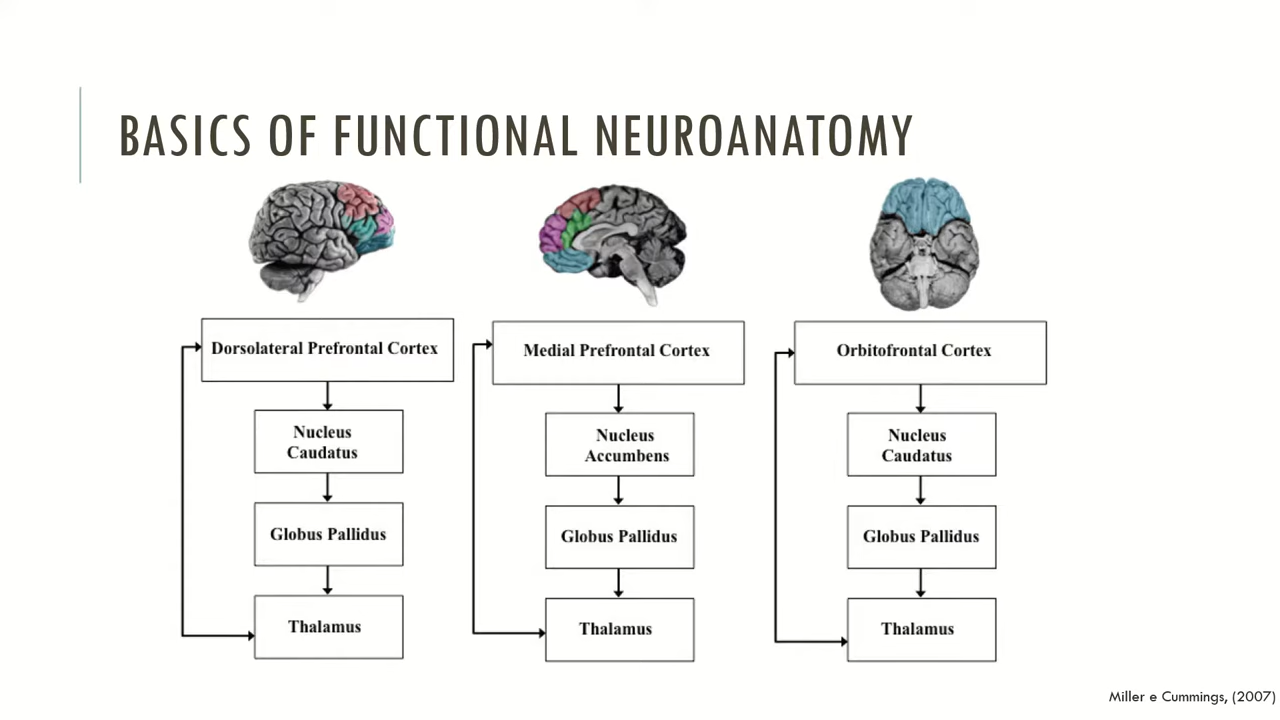 BASICS OF FUNCTIONAL NEUROANATOMY
Dorsolateral Prefrontal Cortex
Nucleus
Caudatus
Globus Pallidus
Thalamus
Medial Prefrontal Cortex
Nucleus
Accumbens
Globus Pallidus
Thalamus
Orbitofrontal Cortex
Nucleus
Caudatus
Globus Pallidus
Thalamus
Miller e Cummings, (2007)